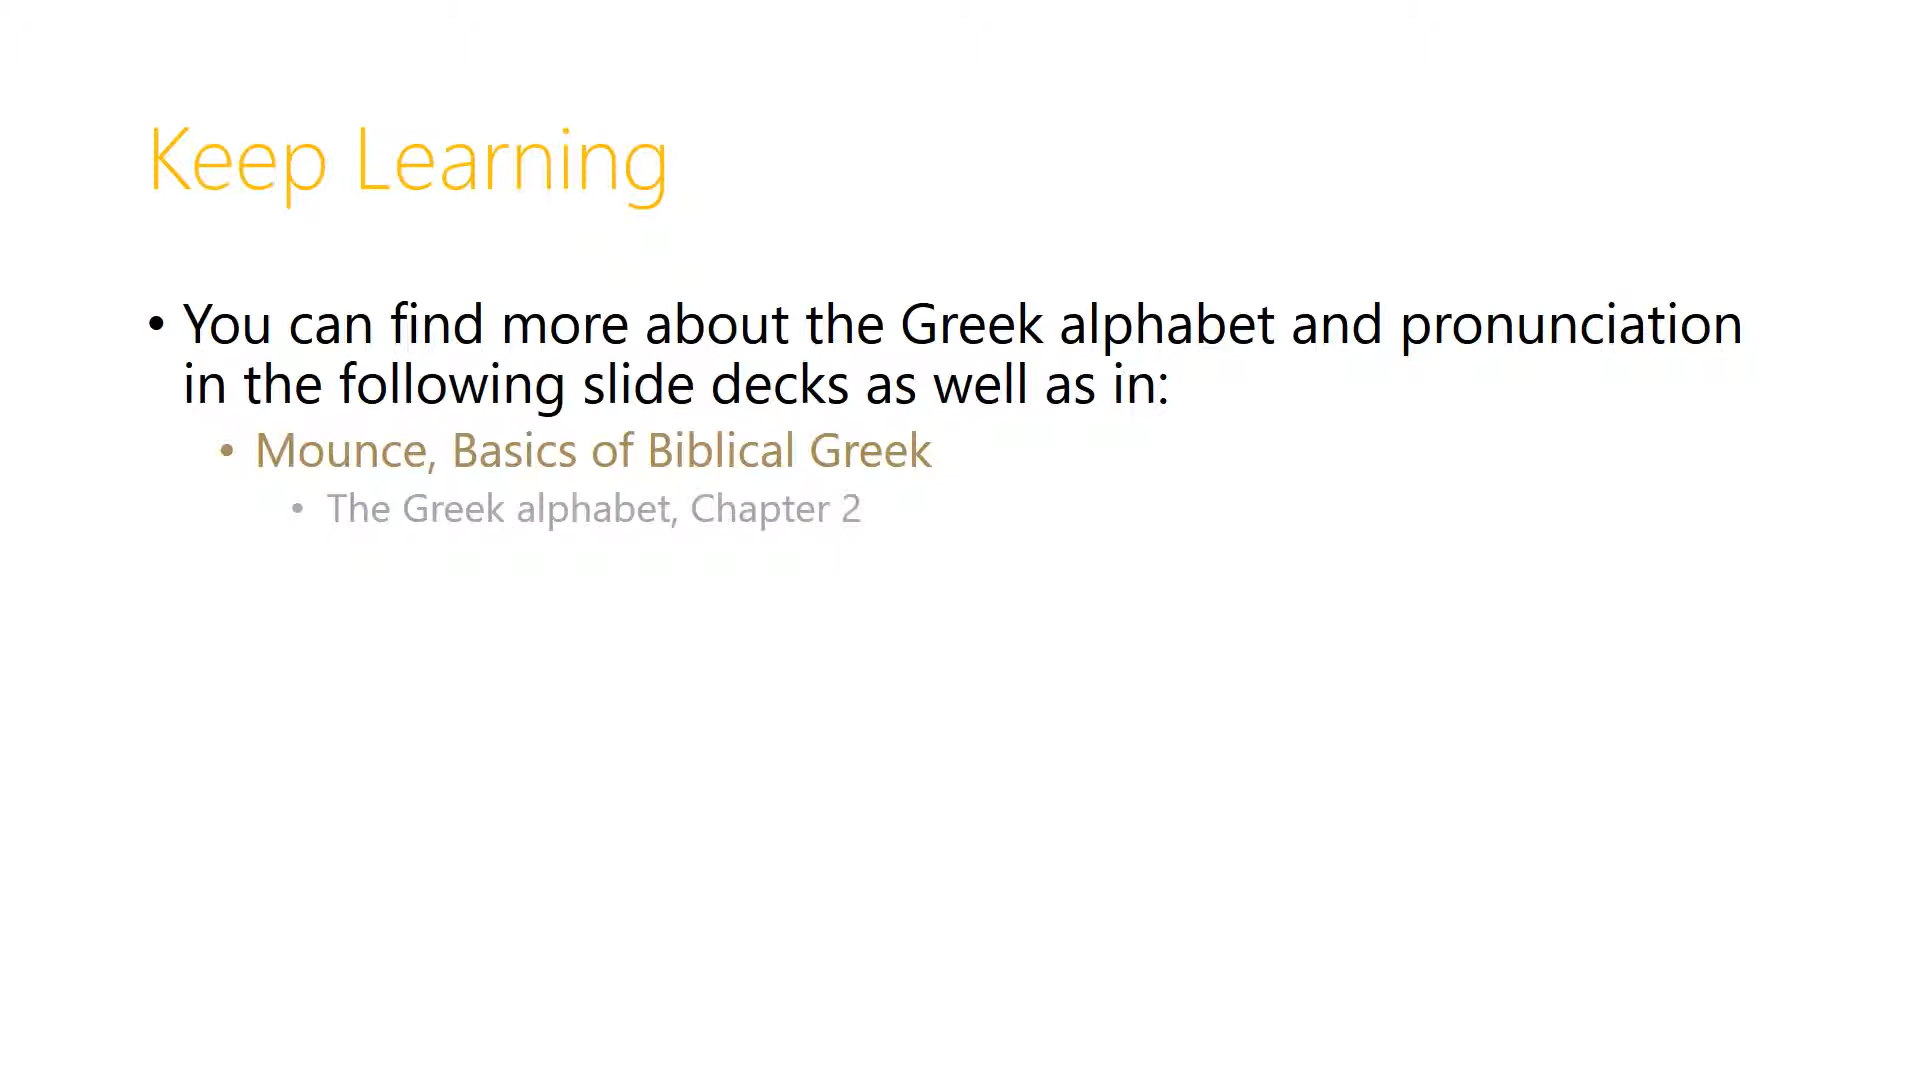 Keep Learning
• You can find more about the Greek alphabet and pronunciation
in the following slide decks as well as in:
• Mounce, Basics of Biblical Greek
• The Greek alphabet, Chapter 2